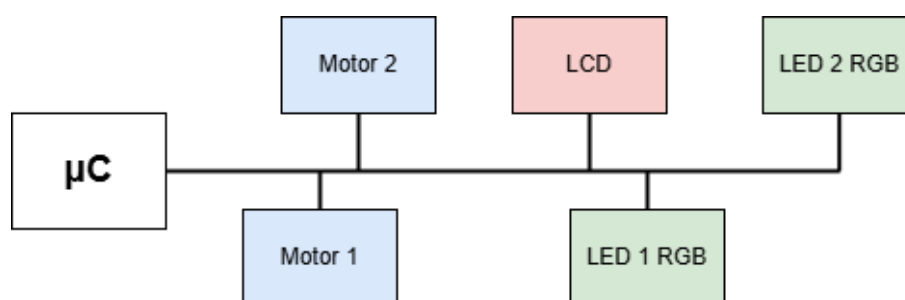 Motor 2
LCD
LED 2 RGB
µC
Motor 1
LED 1 RGB